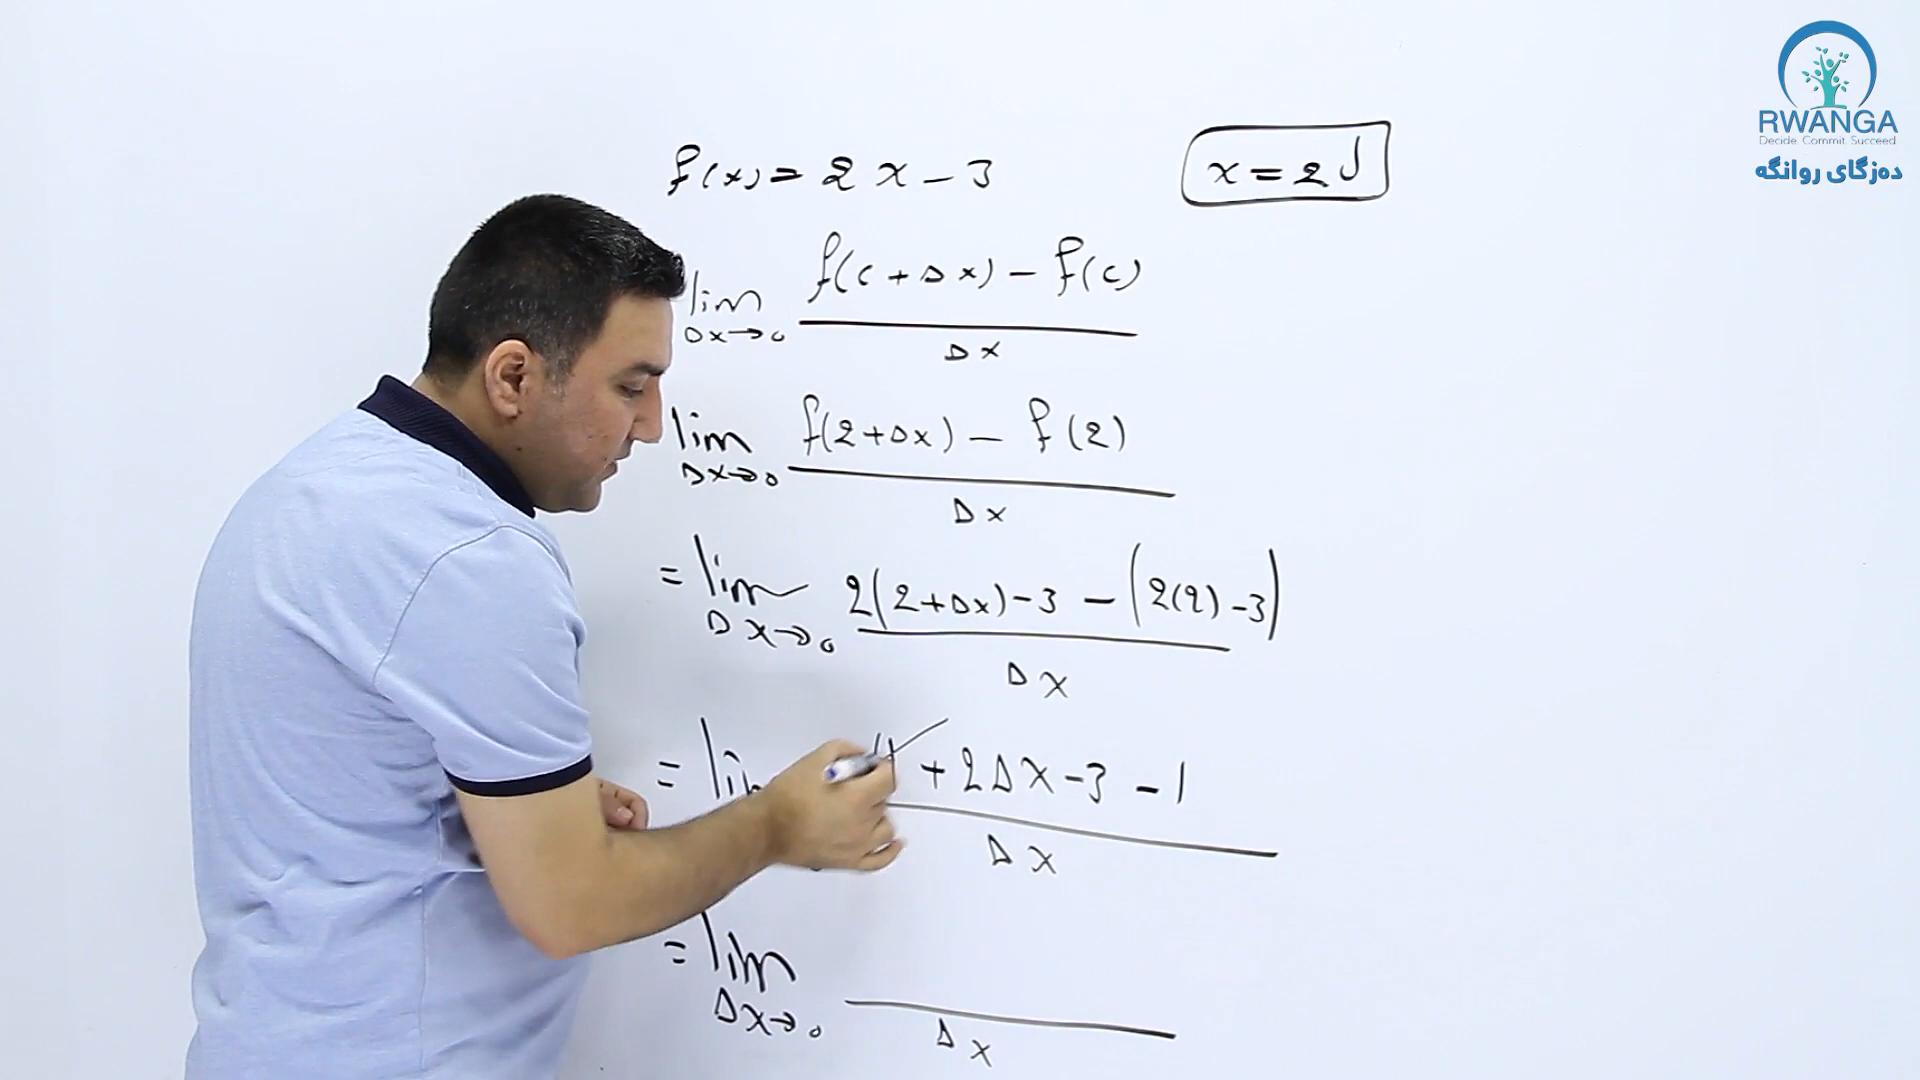 f(x) = 2x - 3
x = 2 ل
lim Δx→0 f(c + Δx) - f(c) / Δx
lim Δx→0 f(2 + Δx) - f(2) / Δx
= lim Δx→0 2(2 + Δx) - 3 - (2(2) - 3) / Δx
= lim 4 + 2Δx - 3 - 1 / Δx
= lim Δx→0 / Δx
RWANGA
Decide. Commit. Succeed
دەزگای روانگە